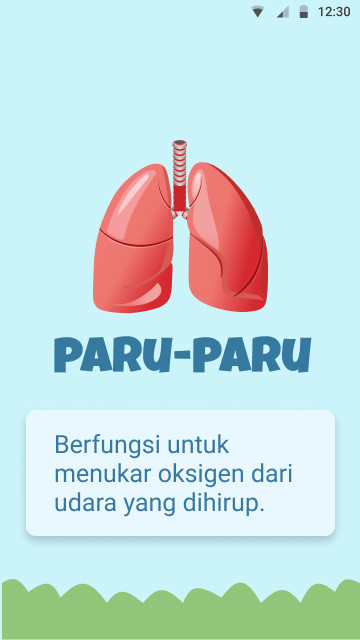 12:30
PARU-PARU
Berfungsi untuk
menukar oksigen dari
udara yang dihirup.